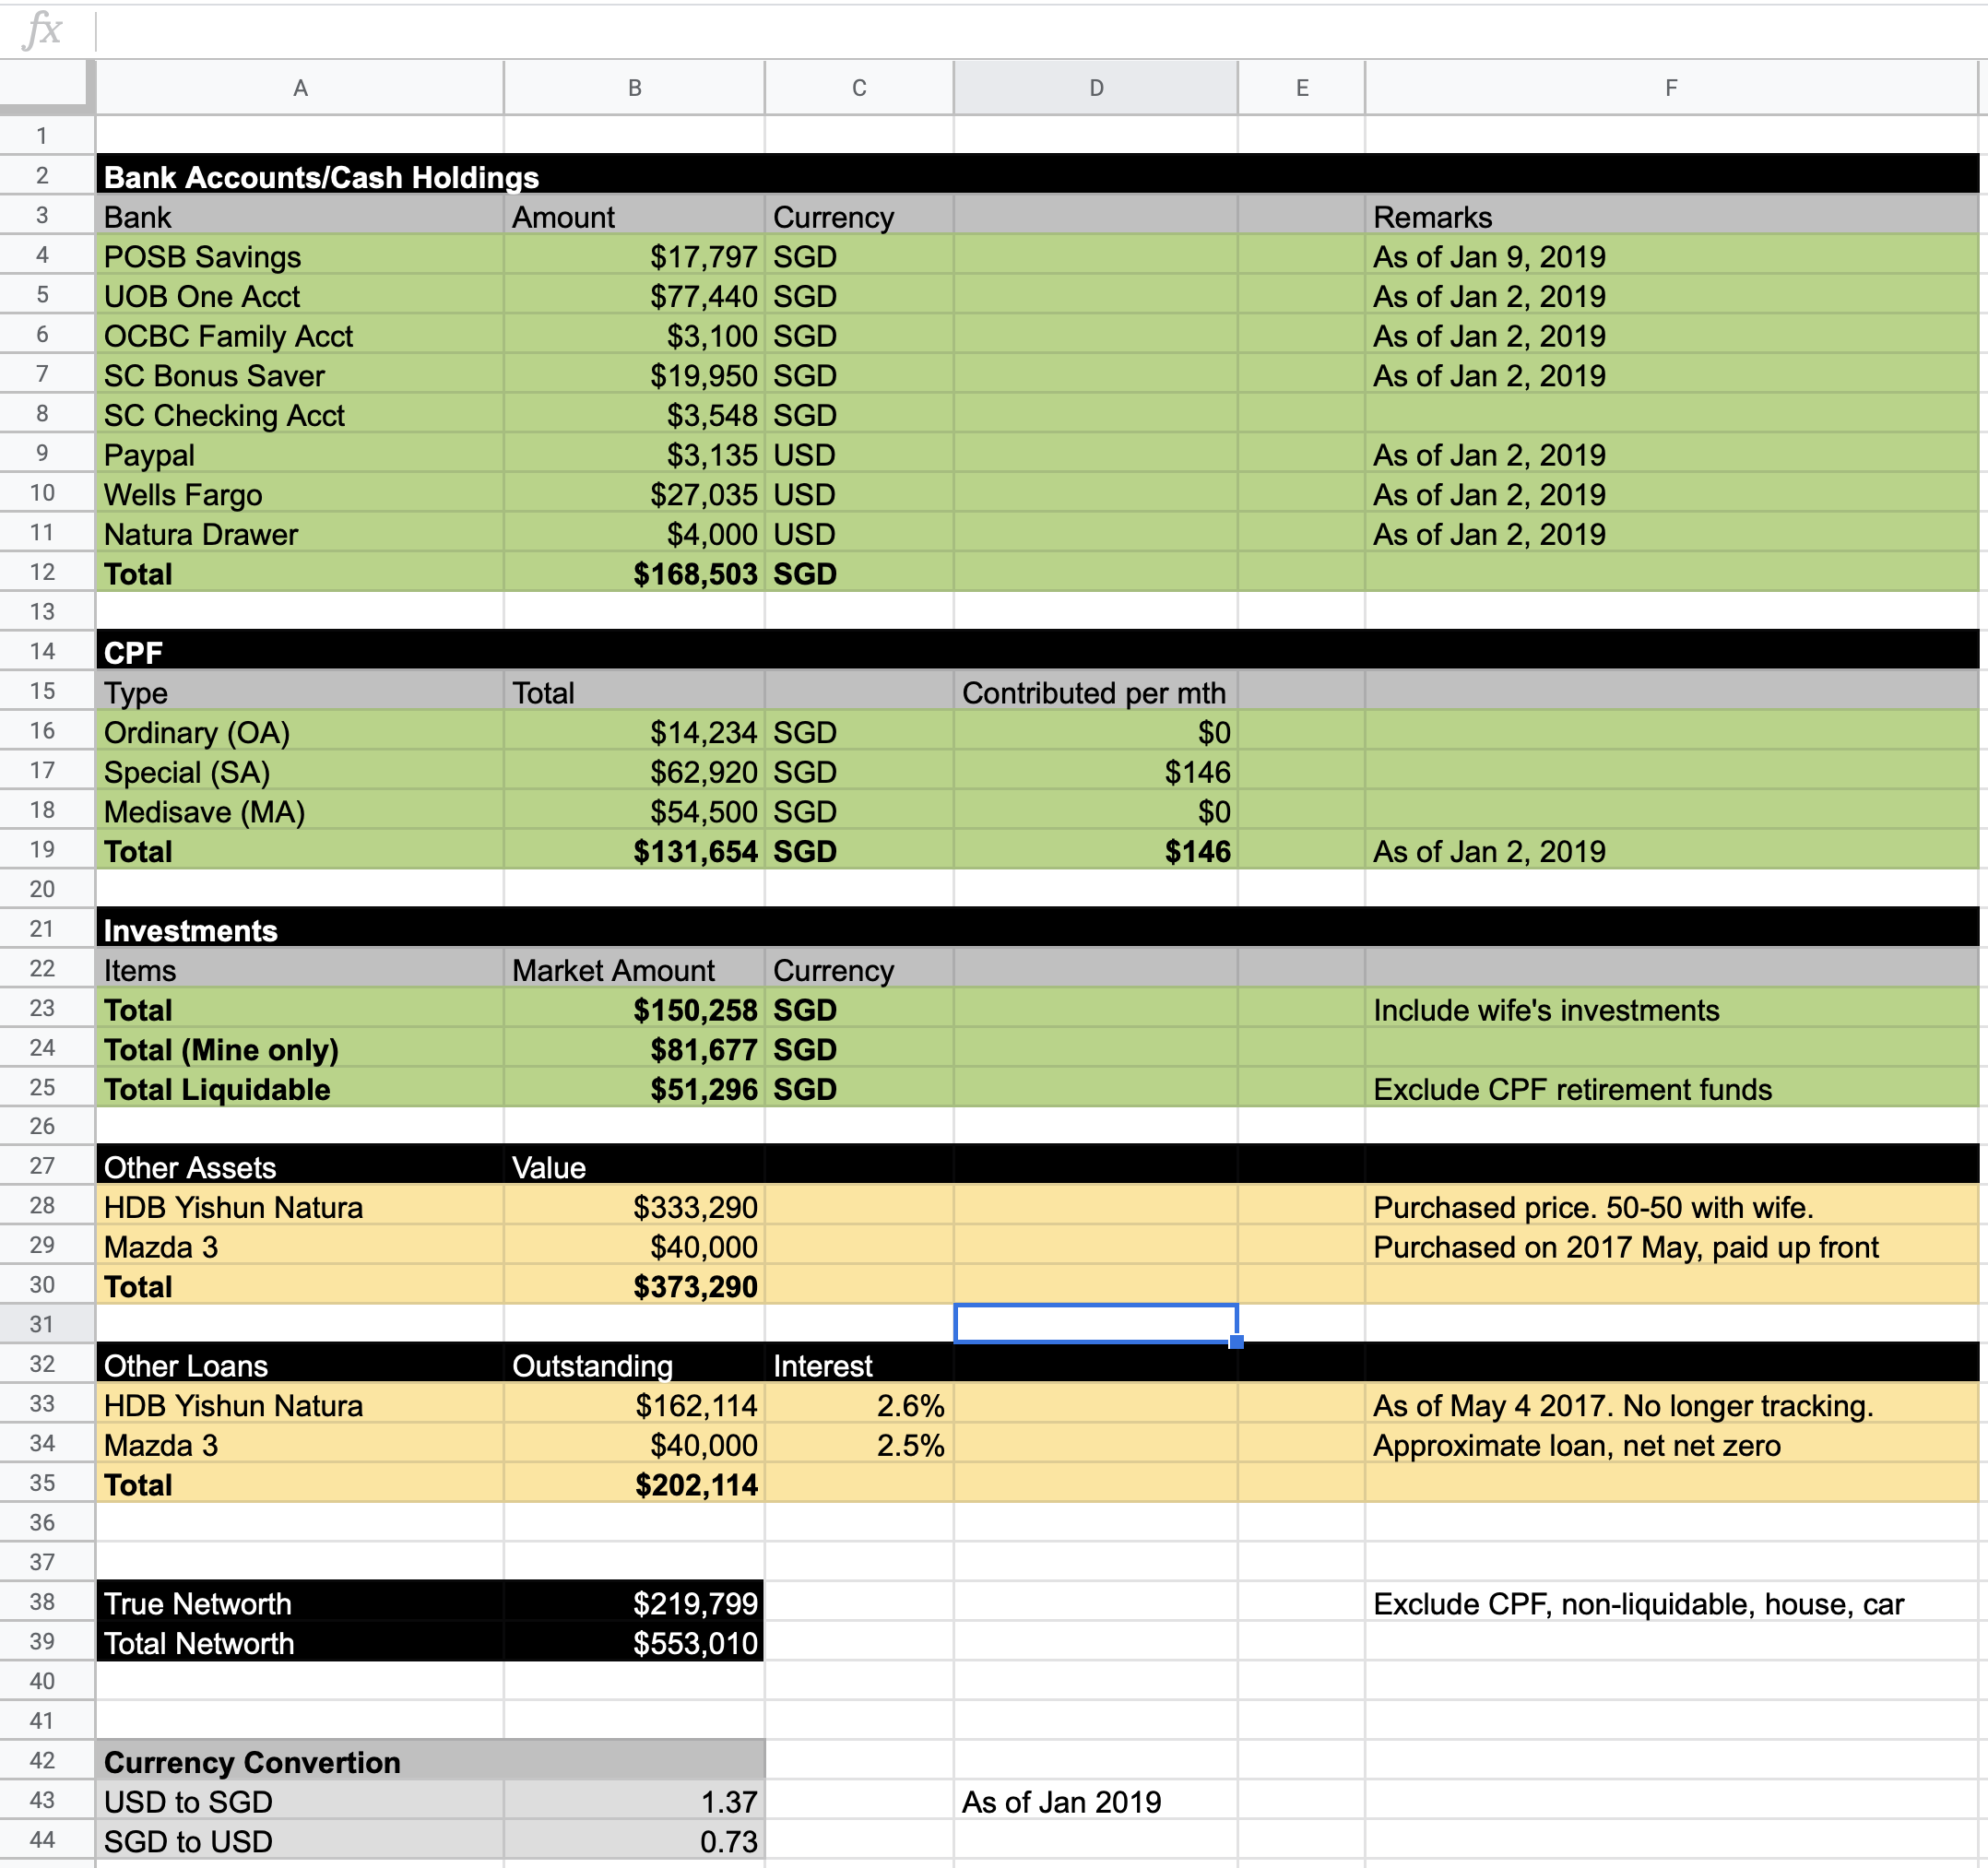 fx
A B C D E F
1
2 Bank Accounts/Cash Holdings
3 Bank Amount Currency Remarks
4 POSB Savings $17,797 SGD As of Jan 9, 2019
5 UOB One Acct $77,440 SGD As of Jan 2, 2019
6 OCBC Family Acct $3,100 SGD As of Jan 2, 2019
7 SC Bonus Saver $19,950 SGD As of Jan 2, 2019
8 SC Checking Acct $3,548 SGD
9 Paypal $3,135 USD As of Jan 2, 2019
10 Wells Fargo $27,035 USD As of Jan 2, 2019
11 Natura Drawer $4,000 USD As of Jan 2, 2019
12 Total $168,503 SGD
13
14 CPF
15 Type Total Contributed per mth
16 Ordinary (OA) $14,234 SGD $0
17 Special (SA) $62,920 SGD $146
18 Medisave (MA) $54,500 SGD $0
19 Total $131,654 SGD $146 As of Jan 2, 2019
20
21 Investments
22 Items Market Amount Currency
23 Total $150,258 SGD Include wife's investments
24 Total (Mine only) $81,677 SGD
25 Total Liquidable $51,296 SGD Exclude CPF retirement funds
26
27 Other Assets Value
28 HDB Yishun Natura $333,290 Purchased price. 50-50 with wife.
29 Mazda 3 $40,000 Purchased on 2017 May, paid up front
30 Total $373,290
31
32 Other Loans Outstanding Interest
33 HDB Yishun Natura $162,114 2.6% As of May 4 2017. No longer tracking.
34 Mazda 3 $40,000 2.5% Approximate loan, net net zero
35 Total $202,114
36
37
38 True Networth $219,799 Exclude CPF, non-liquidable, house, car
39 Total Networth $553,010
40
41
42 Currency Convertion
43 USD to SGD 1.37 As of Jan 2019
44 SGD to USD 0.73